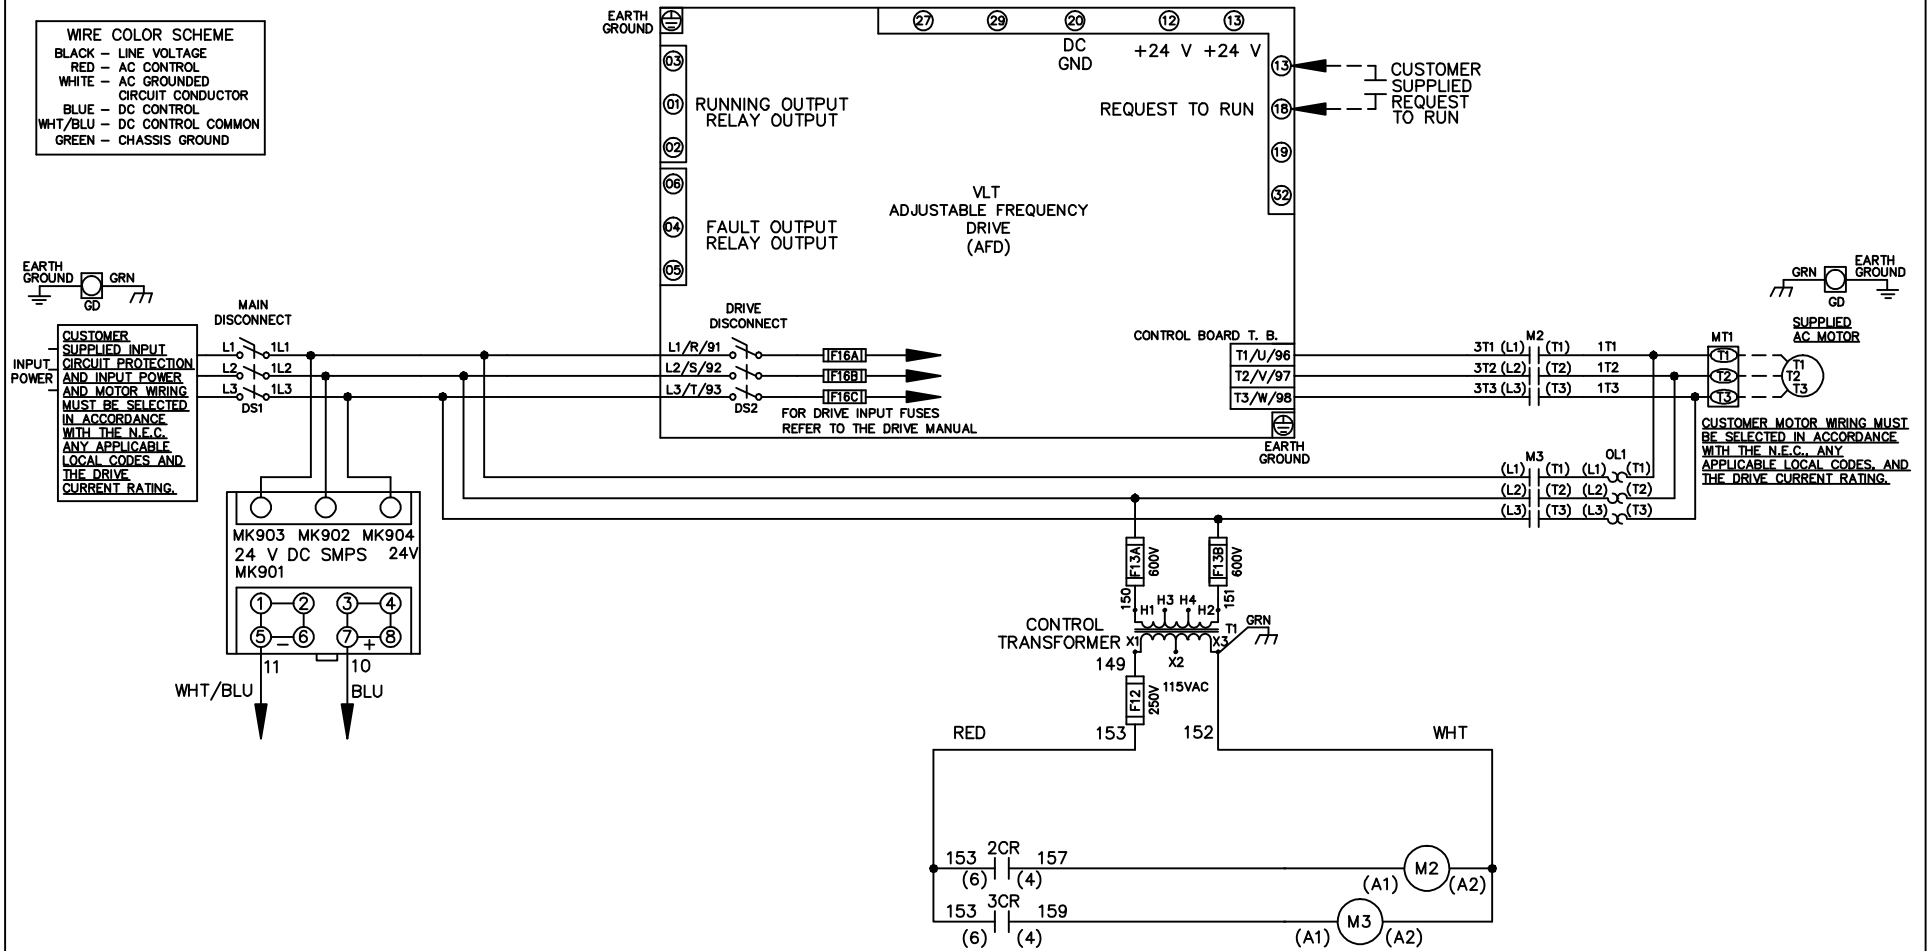 WIRE COLOR SCHEME
BLACK – LINE VOLTAGE
RED – AC CONTROL
WHITE – AC GROUNDED
CIRCUIT CONDUCTOR
BLUE – DC CONTROL
WHT/BLU – DC CONTROL COMMON
GREEN – CHASSIS GROUND
EARTH
GROUND
27 29 20 12 13
DC
GND
+24 V +24 V
03
01
02
RUNNING OUTPUT
RELAY OUTPUT
06
04
05
FAULT OUTPUT
RELAY OUTPUT
13
18
19
32
REQUEST TO RUN
CUSTOMER
SUPPLIED
REQUEST
TO RUN
VLT
ADJUSTABLE FREQUENCY
DRIVE
(AFD)
EARTH
GROUND
GRN
GD
INPUT
POWER
CUSTOMER
SUPPLIED INPUT
CIRCUIT PROTECTION
AND INPUT POWER
AND MOTOR WIRING
MUST BE SELECTED
IN ACCORDANCE
WITH THE N.E.C.
ANY APPLICABLE
LOCAL CODES AND
THE DRIVE
CURRENT RATING.
MAIN
DISCONNECT
L1 1L1
L2 1L2
L3 1L3
DS1
DRIVE
DISCONNECT
L1/R/91
L2/S/92
L3/T/93
DS2
F16A
F16B
F16C
FOR DRIVE INPUT FUSES
REFER TO THE DRIVE MANUAL
CONTROL BOARD T. B.
T1/U/96
T2/V/97
T3/W/98
EARTH
GROUND
M2
3T1 (L1) (T1) 1T1
3T2 (L2) (T2) 1T2
3T3 (L3) (T3) 1T3
MT1
T1
T2
T3
GRN
EARTH
GROUND
GD
SUPPLIED
AC MOTOR
T1
T2
T3
CUSTOMER MOTOR WIRING MUST
BE SELECTED IN ACCORDANCE
WITH THE N.E.C., ANY
APPLICABLE LOCAL CODES, AND
THE DRIVE CURRENT RATING.
M3 OL1
(L1) (T1) (L1) (T1)
(L2) (T2) (L2) (T2)
(L3) (T3) (L3) (T3)
MK903 MK902 MK904
24 V DC SMPS 24V
MK901
1 2 3 4
5 – 6 7 + 8
11 10
WHT/BLU BLU
F13A 600V
F13B 600V
150 151
H1 H3 H4 H2
CONTROL
TRANSFORMER
T1
GRN
X1 X2 X3
149
F12 250V
115VAC
153 152
RED WHT
2CR
153 157
(6) (4)
M2
(A1) (A2)
3CR
153 159
(6) (4)
M3
(A1) (A2)